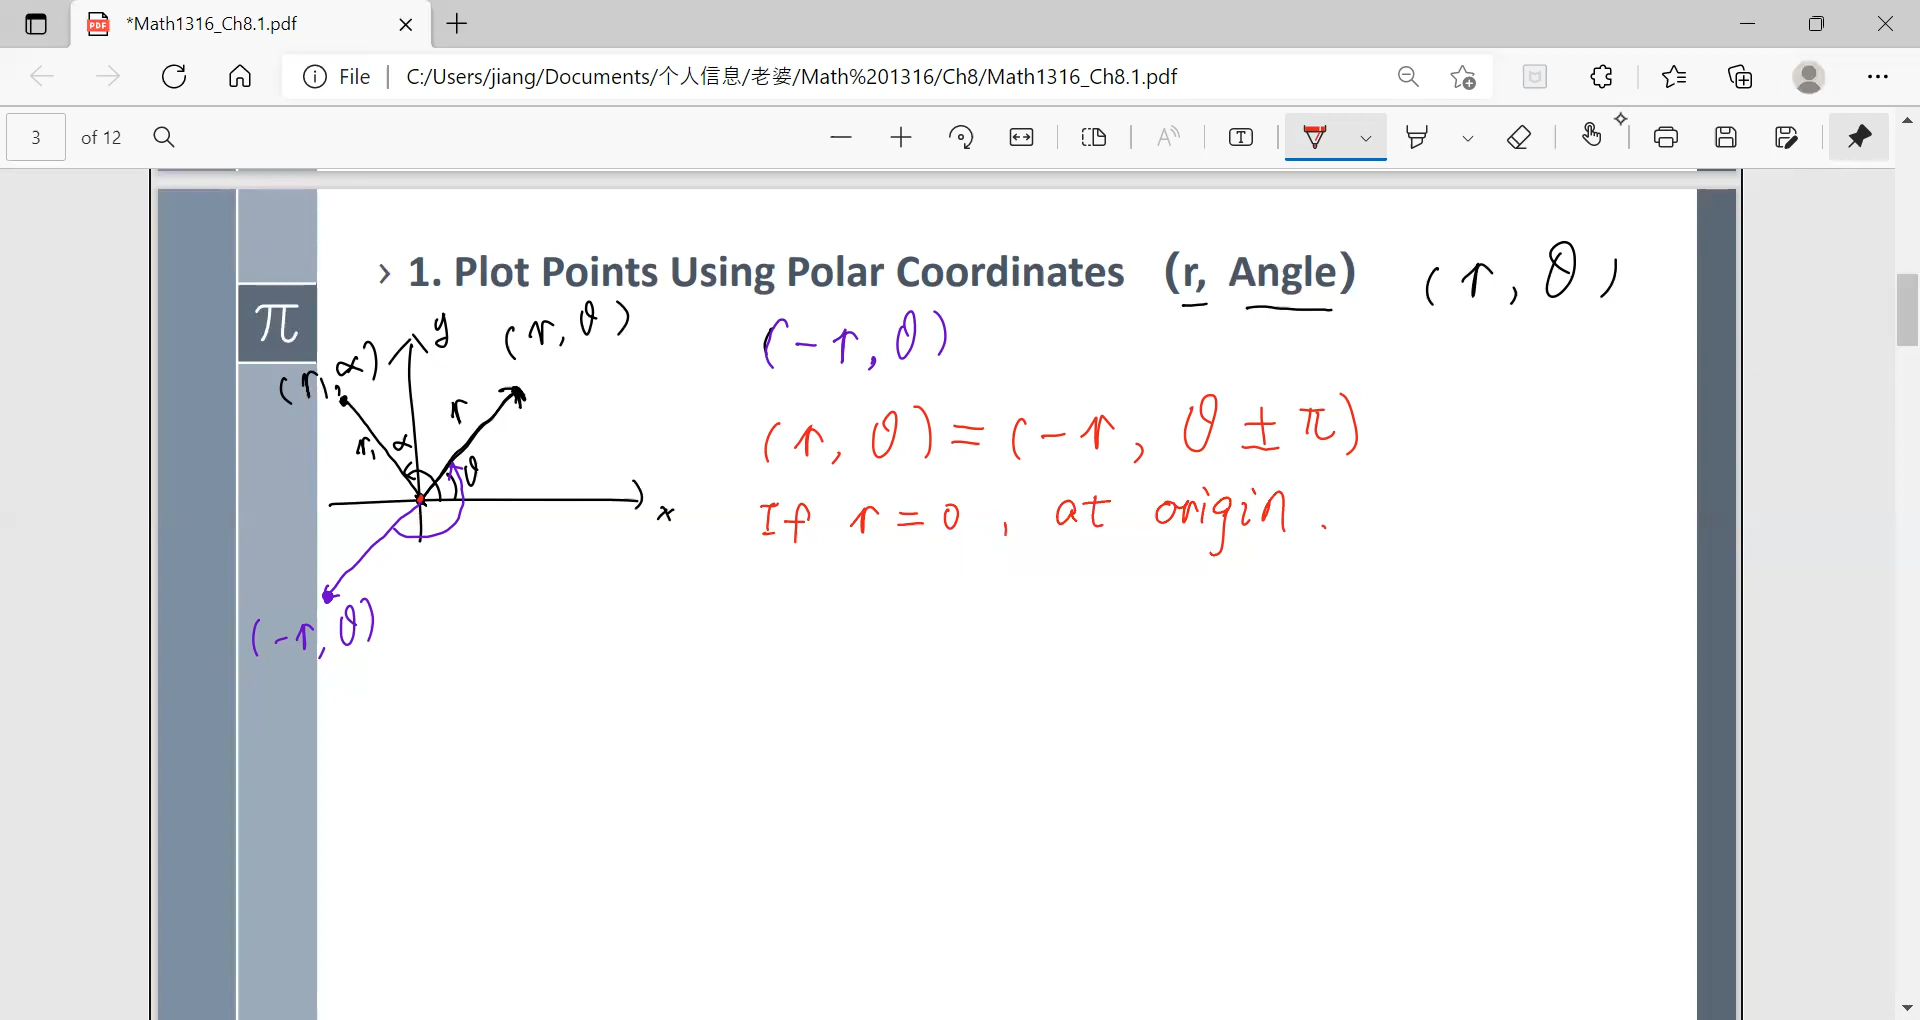 *Math1316_Ch8.1.pdf
File C:/Users/jiang/Documents/个人信息/老婆/Math%201316/Ch8/Math1316_Ch8.1.pdf
3 of 12
› 1. Plot Points Using Polar Coordinates (r, Angle) (r, θ)
π
y (r, θ) (-r, θ)
(r₁, α)
r
(r, θ) = (-r, θ ± π)
r₁ α θ
x
If r = 0, at origin.
(-r, θ)